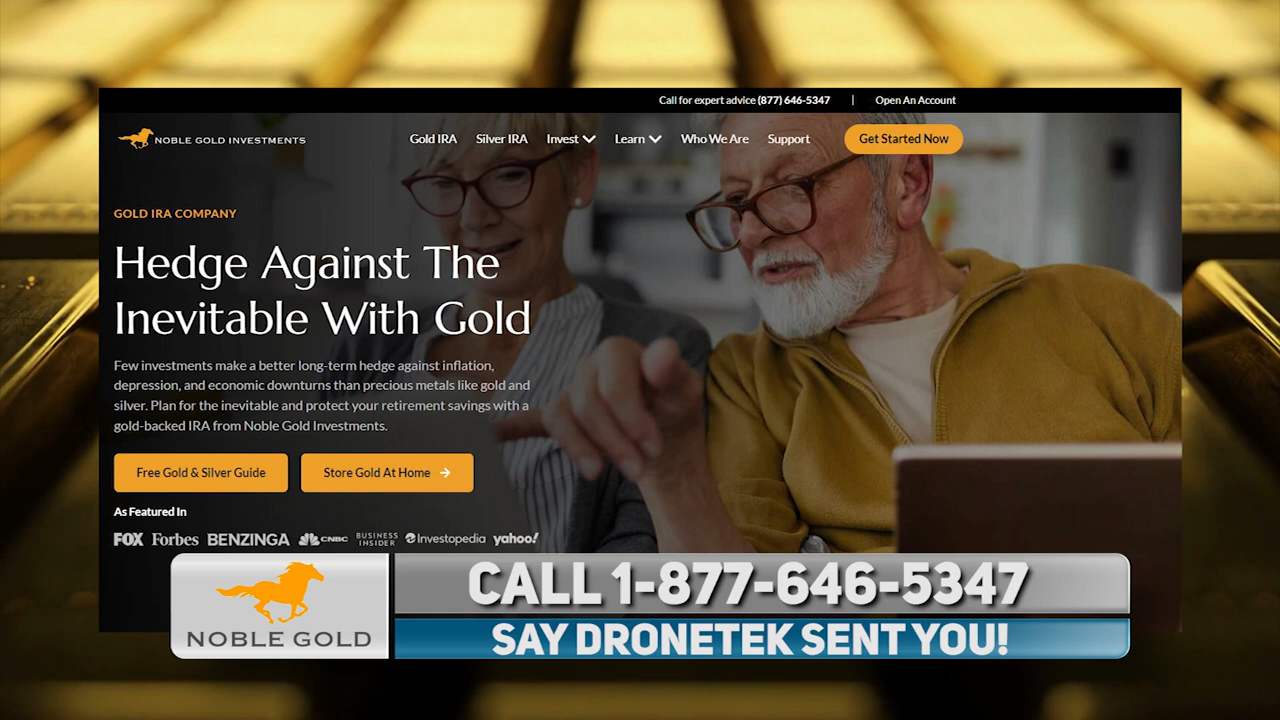 Call for expert advice (877) 646-5347 | Open An Account
NOBLE GOLD INVESTMENTS
Gold IRA Silver IRA Invest Learn Who We Are Support Get Started Now
GOLD IRA COMPANY
Hedge Against The
Inevitable With Gold
Few investments make a better long-term hedge against inflation,
depression, and economic downturns than precious metals like gold and
silver. Plan for the inevitable and protect your retirement savings with a
gold-backed IRA from Noble Gold Investments.
Free Gold & Silver Guide Store Gold At Home
As Featured In
FOX Forbes BENZINGA CNBC BUSINESS INSIDER Investopedia yahoo!
NOBLE GOLD
CALL 1-877-646-5347
SAY DRONETEK SENT YOU!